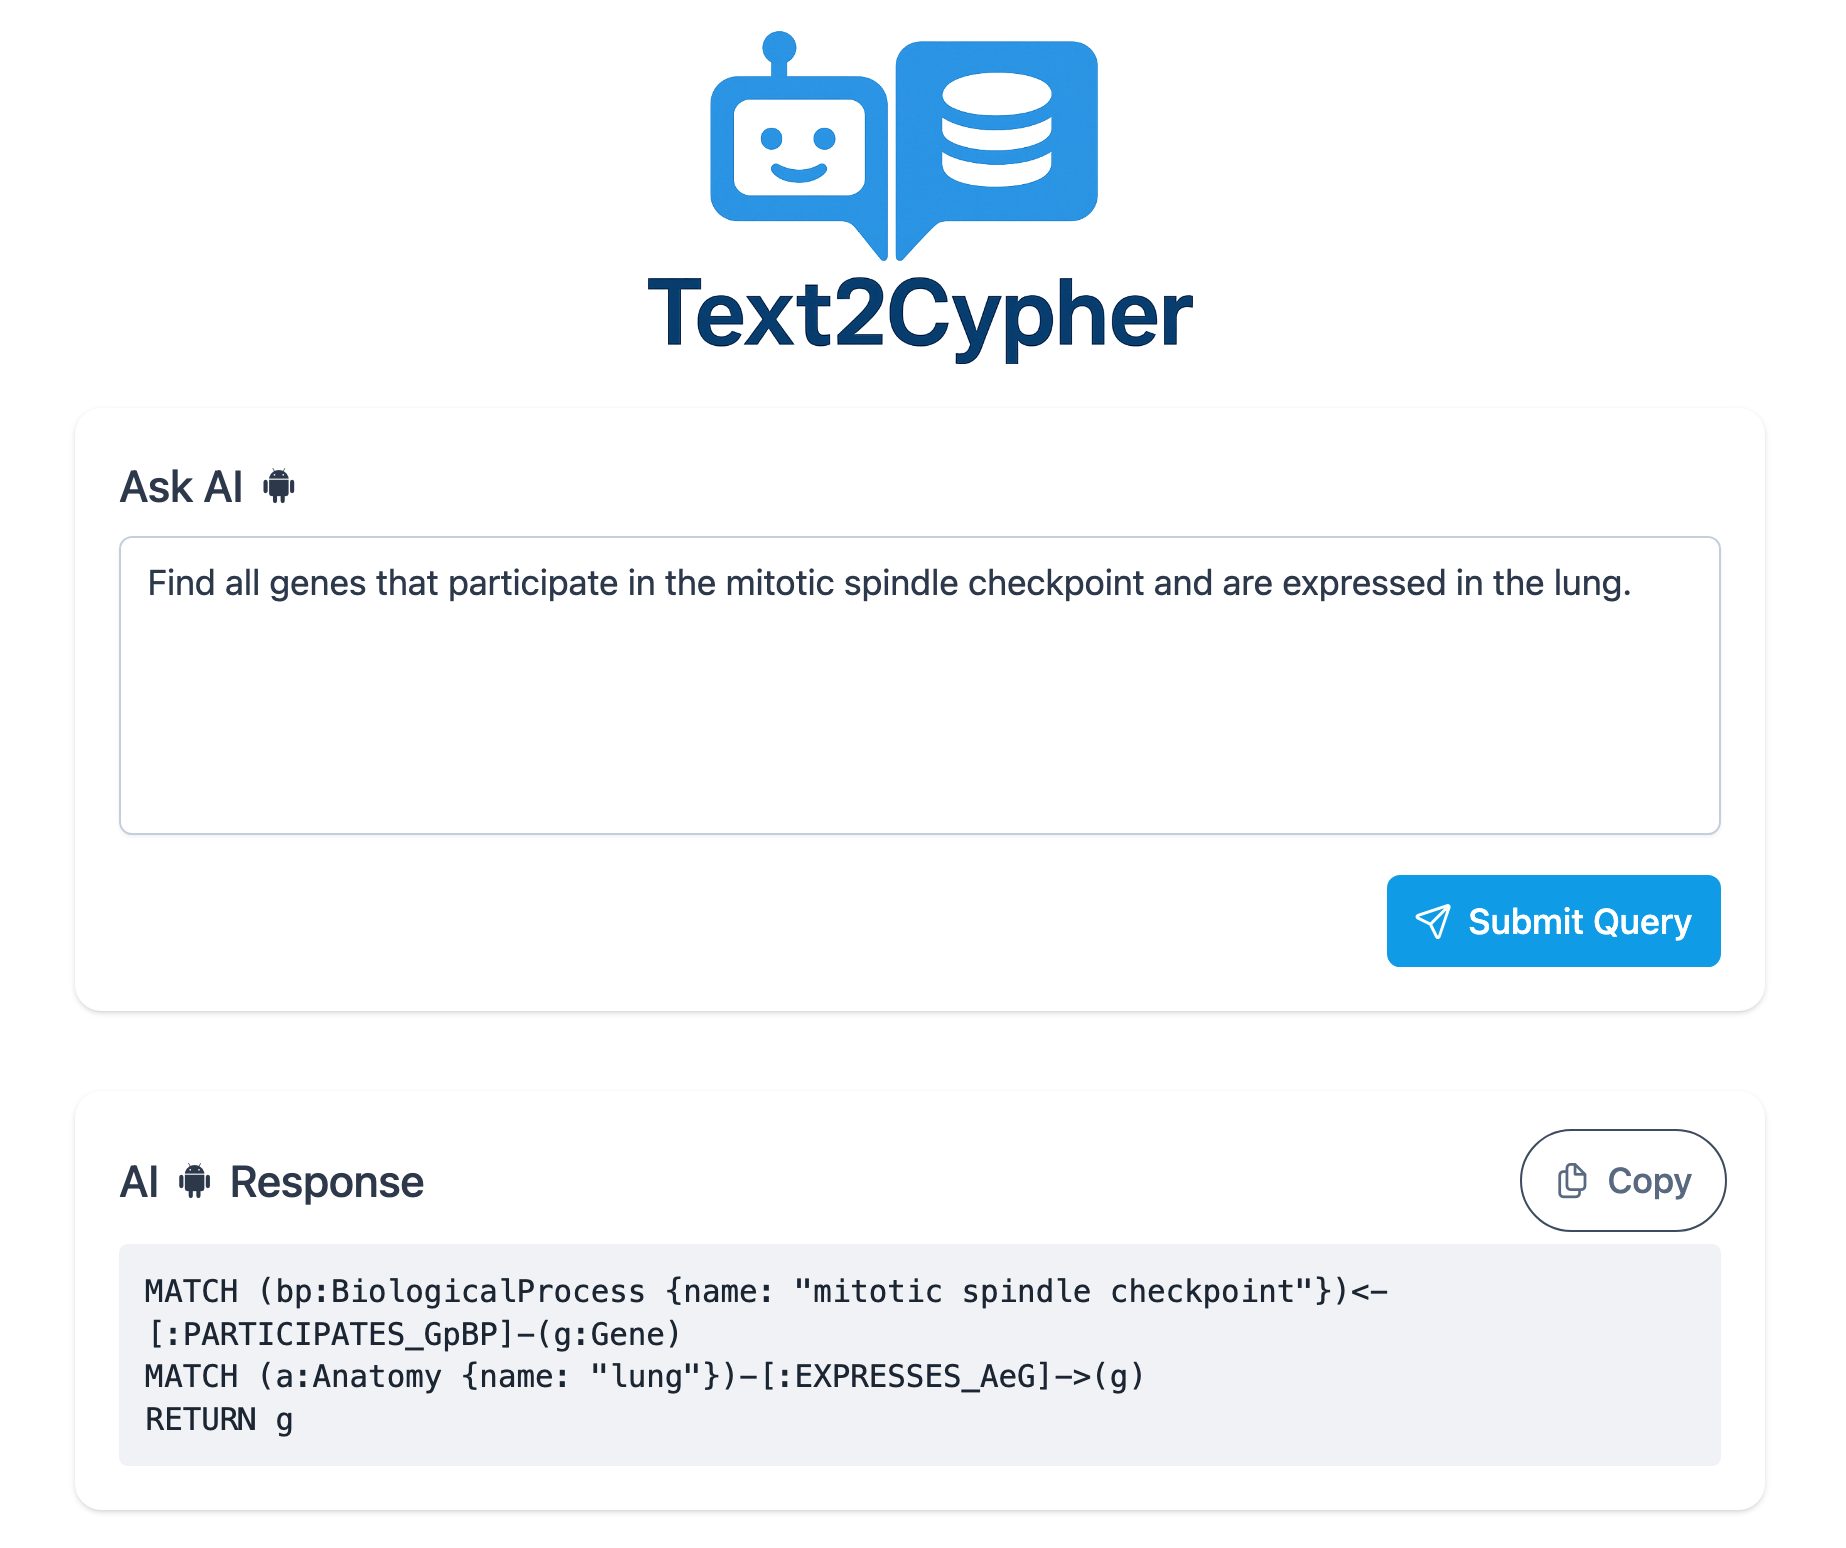 Text2Cypher
Ask AI
Find all genes that participate in the mitotic spindle checkpoint and are expressed in the lung.
Submit Query
AI Response
Copy
MATCH (bp:BiologicalProcess {name: "mitotic spindle checkpoint"})<-
[:PARTICIPATES_GpBP]-(g:Gene)
MATCH (a:Anatomy {name: "lung"})-[:EXPRESSES_AeG]->(g)
RETURN g